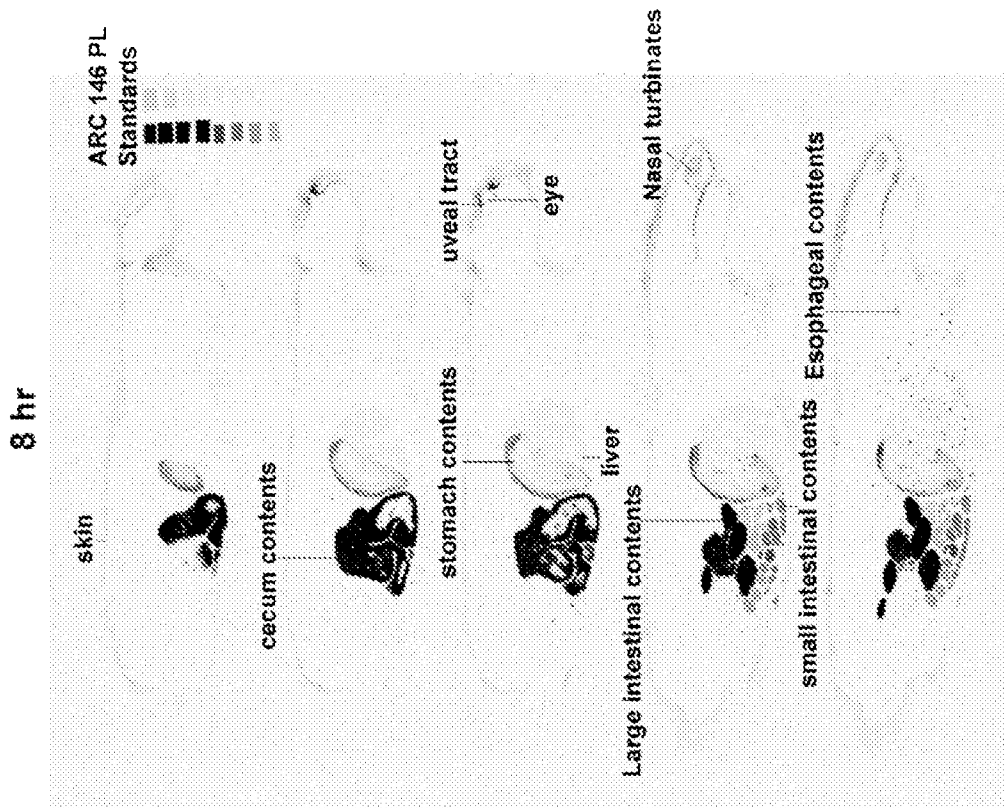 8 hr
ARC 146 PL
Standards
skin
cecum contents
uveal tract
eye
stomach contents
liver
Nasal turbinates
Large intestinal contents
Esophageal contents
small intestinal contents